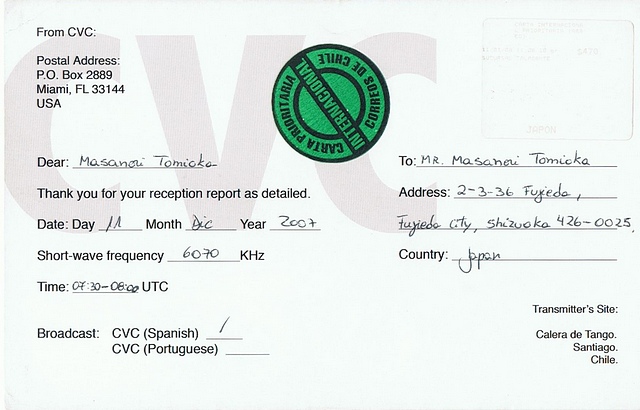 From CVC:
Postal Address:
P.O. Box 2889
Miami, FL 33144
USA
CVC
CARTA PRIORITARIA
INTERNACIONAL
CORREOS DE CHILE
JAPON
Dear: Masanori Tomioka
Thank you for your reception report as detailed.
Date: Day 11 Month Dic Year 2007
Short-wave frequency 6070 KHz
Time: 07:30-08:00 UTC
Broadcast: CVC (Spanish) /
CVC (Portuguese)
To: MR. Masanori Tomioka
Address: 2-3-36 Fujieda,
Fujieda City, Shizuoka 426-0025,
Country: Japan
Transmitter's Site:
Calera de Tango.
Santiago.
Chile.